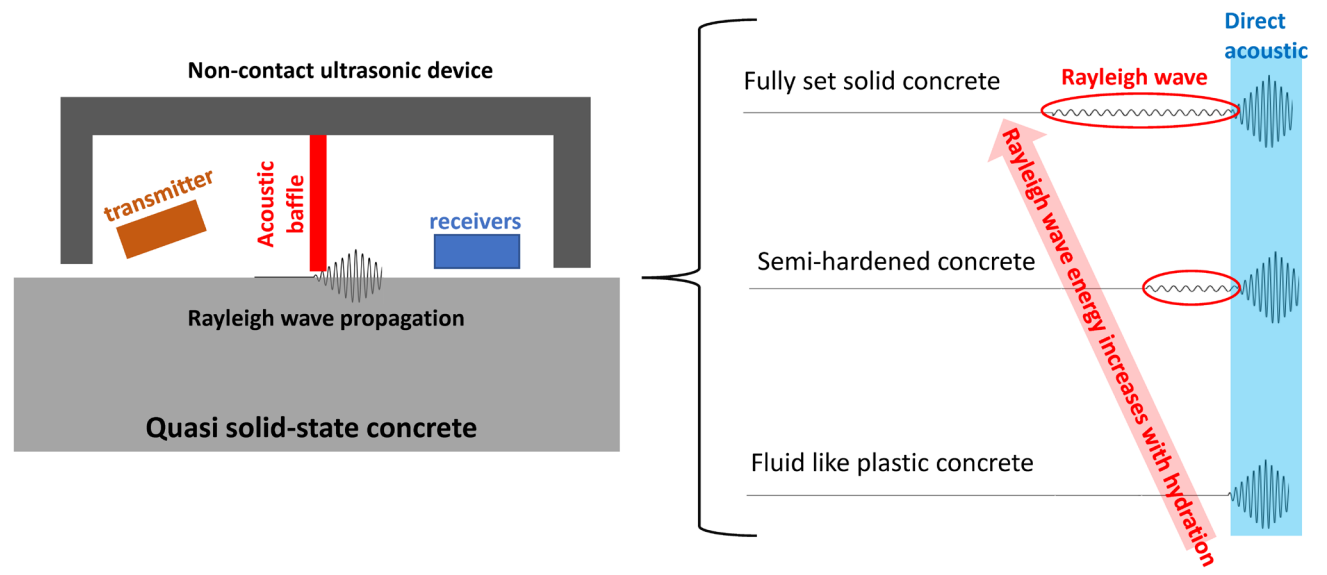 Non-contact ultrasonic device
transmitter
Acoustic
baffle
receivers
Rayleigh wave propagation
Quasi solid-state concrete
Direct
acoustic
Rayleigh wave
Fully set solid concrete
Semi-hardened concrete
Fluid like plastic concrete
Rayleigh wave energy increases with hydration